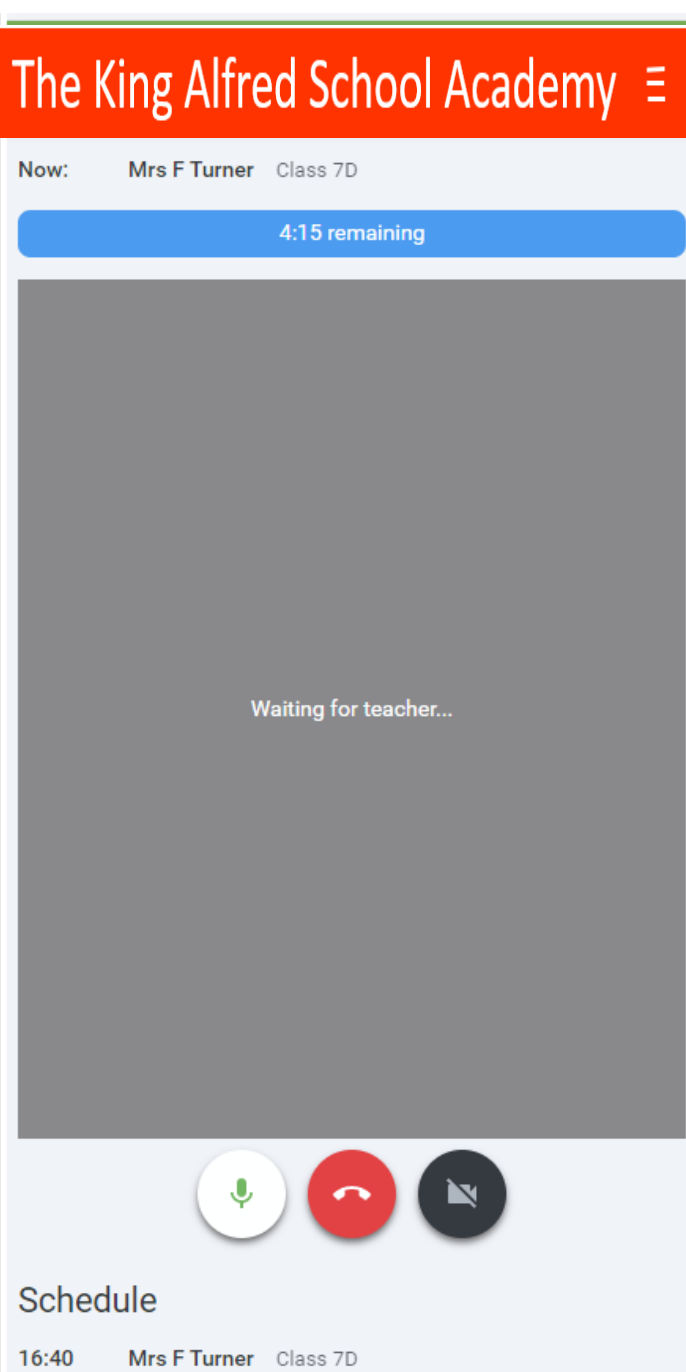 The King Alfred School Academy
Now: Mrs F Turner Class 7D
4:15 remaining
Waiting for teacher...
Schedule
16:40 Mrs F Turner Class 7D